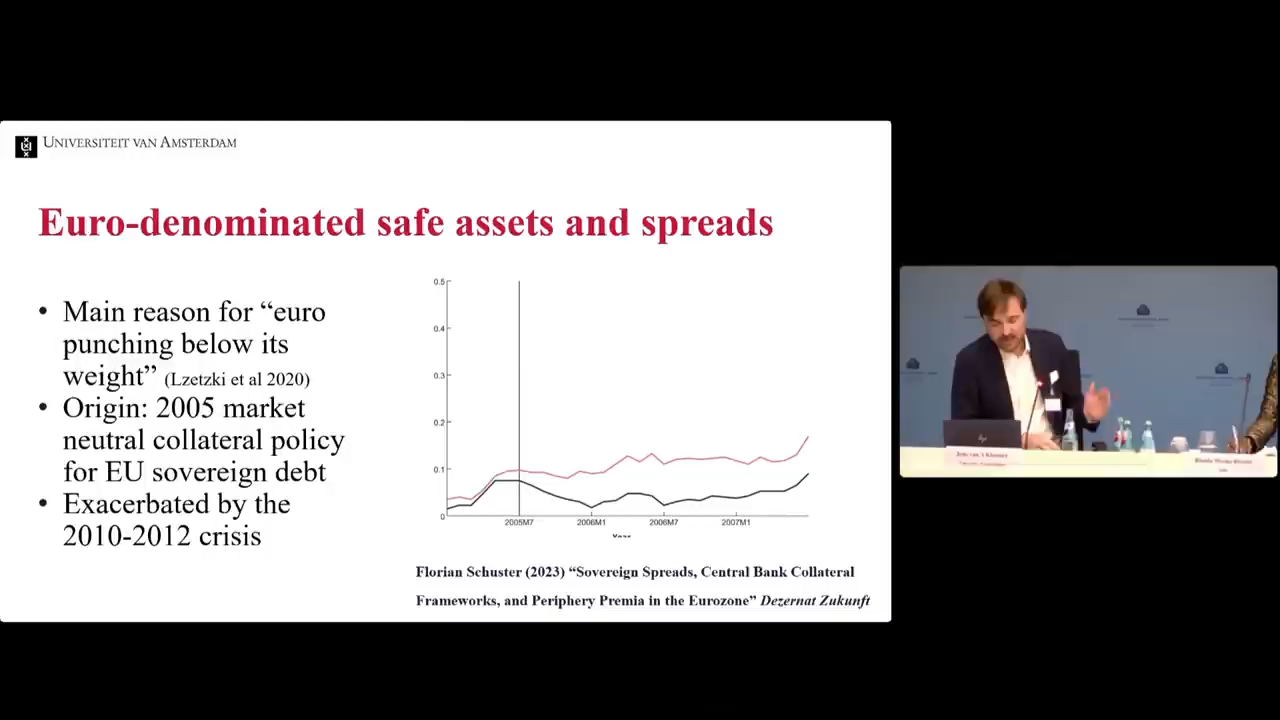 UNIVERSITEIT VAN AMSTERDAM
Euro-denominated safe assets and spreads
• Main reason for “euro
punching below its
weight” (Lzetzki et al 2020)
• Origin: 2005 market
neutral collateral policy
for EU sovereign debt
• Exacerbated by the
2010-2012 crisis
0.5
0.4
0.3
0.2
0.1
0
2005M7 2006M1 2006M7 2007M1
Year
Florian Schuster (2023) “Sovereign Spreads, Central Bank Collateral
Frameworks, and Periphery Premia in the Eurozone” Dezernat Zukunft
hp